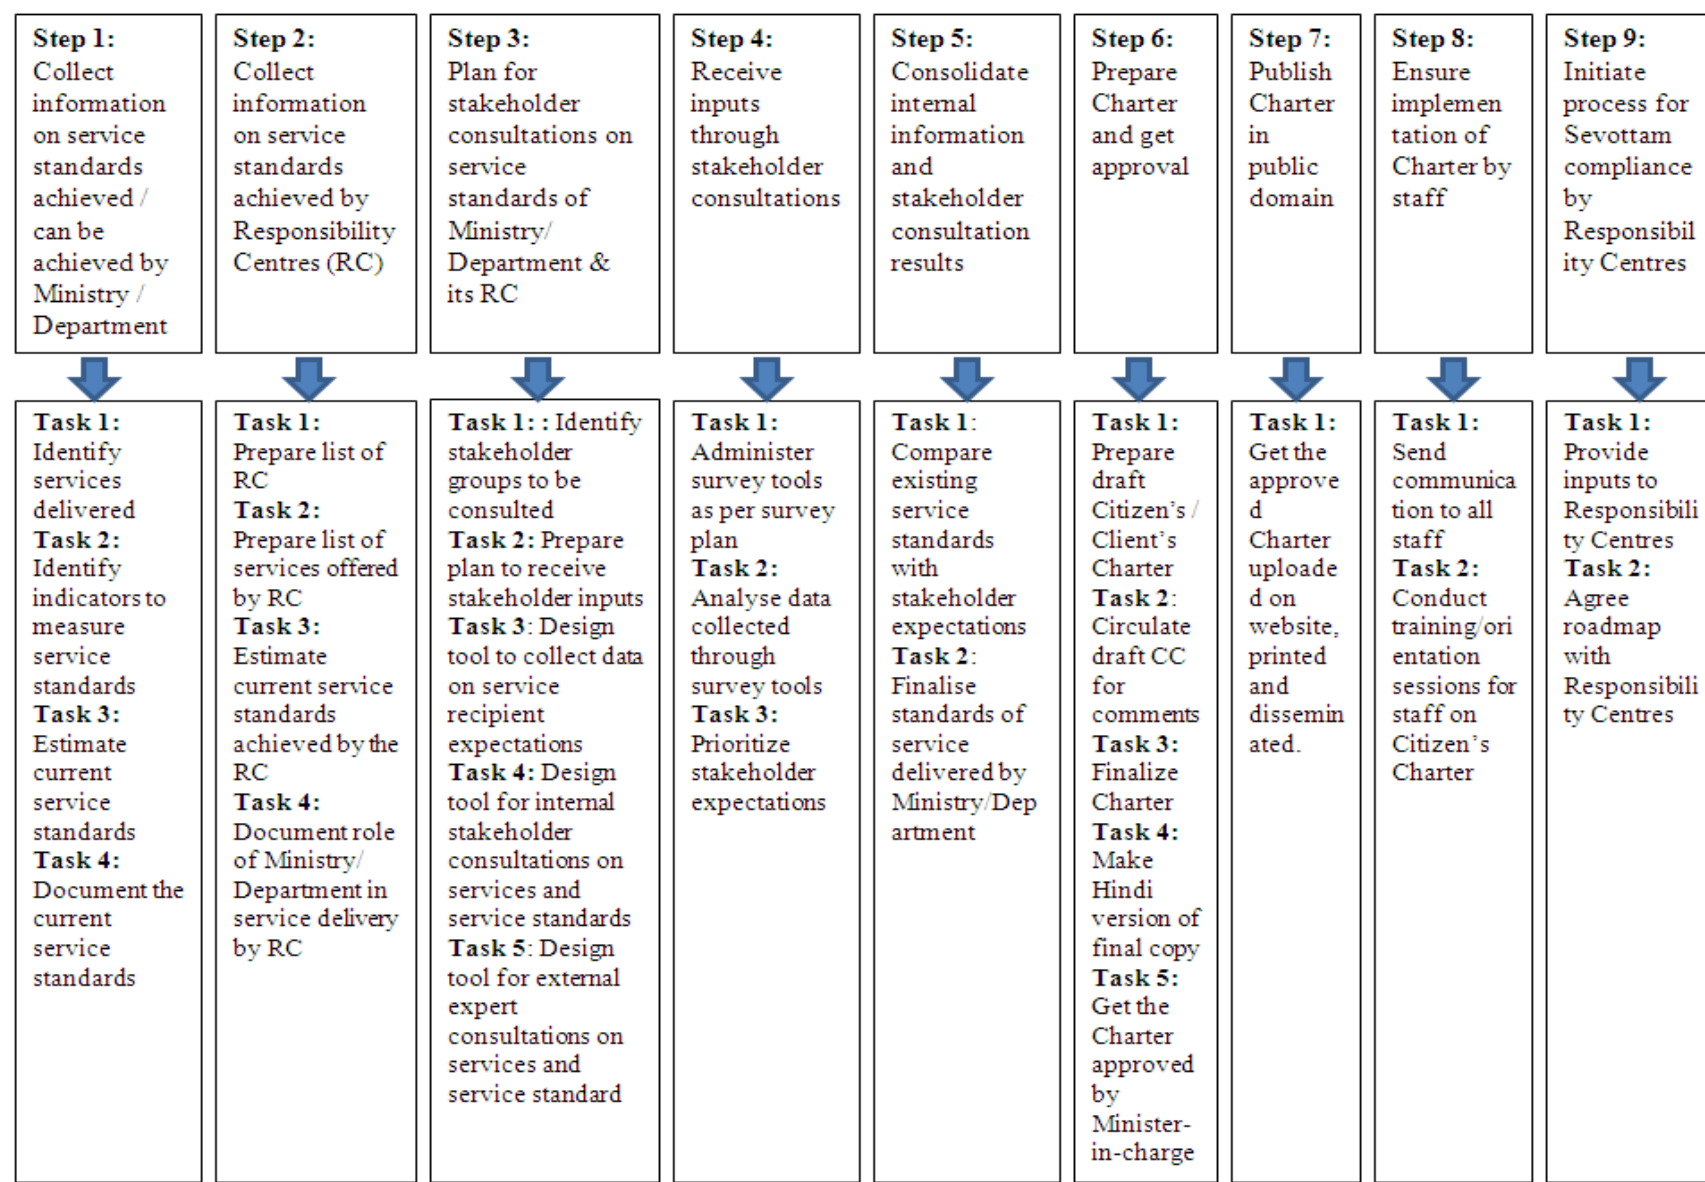 Step 1:
Collect
information
on service
standards
achieved /
can be
achieved by
Ministry /
Department
Step 2:
Collect
information
on service
standards
achieved by
Responsibility
Centres (RC)
Step 3:
Plan for
stakeholder
consultations on
service
standards of
Ministry/
Department &
its RC
Step 4:
Receive
inputs
through
stakeholder
consultations
Step 5:
Consolidate
internal
information
and
stakeholder
consultation
results
Step 6:
Prepare
Charter
and get
approval
Step 7:
Publish
Charter
in
public
domain
Step 8:
Ensure
implemen
tation of
Charter by
staff
Step 9:
Initiate
process for
Sevottam
compliance
by
Responsibil
ity Centres
Task 1:
Identify
services
delivered
Task 2:
Identify
indicators to
measure
service
standards
Task 3:
Estimate
current
service
standards
Task 4:
Document the
current
service
standards
Task 1:
Prepare list of
RC
Task 2:
Prepare list of
services offered
by RC
Task 3:
Estimate
current service
standards
achieved by the
RC
Task 4:
Document role
of Ministry/
Department in
service delivery
by RC
Task 1: : Identify
stakeholder
groups to be
consulted
Task 2: Prepare
plan to receive
stakeholder inputs
Task 3: Design
tool to collect data
on service
recipient
expectations
Task 4: Design
tool for internal
stakeholder
consultations on
services and
service standards
Task 5: Design
tool for external
expert
consultations on
services and
service standard
Task 1:
Administer
survey tools
as per survey
plan
Task 2:
Analyse data
collected
through
survey tools
Task 3:
Prioritize
stakeholder
expectations
Task 1:
Compare
existing
service
standards
with
stakeholder
expectations
Task 2:
Finalise
standards of
service
delivered by
Ministry/Dep
artment
Task 1:
Prepare
draft
Citizen’s /
Client’s
Charter
Task 2:
Circulate
draft CC
for
comments
Task 3:
Finalize
Charter
Task 4:
Make
Hindi
version of
final copy
Task 5:
Get the
Charter
approved
by
Minister-
in-charge
Task 1:
Get the
approve
d
Charter
uploade
d on
website,
printed
and
dissemin
ated.
Task 1:
Send
communica
tion to all
staff
Task 2:
Conduct
training/ori
entation
sessions for
staff on
Citizen’s
Charter
Task 1:
Provide
inputs to
Responsibili
ty Centres
Task 2:
Agree
roadmap
with
Responsibili
ty Centres